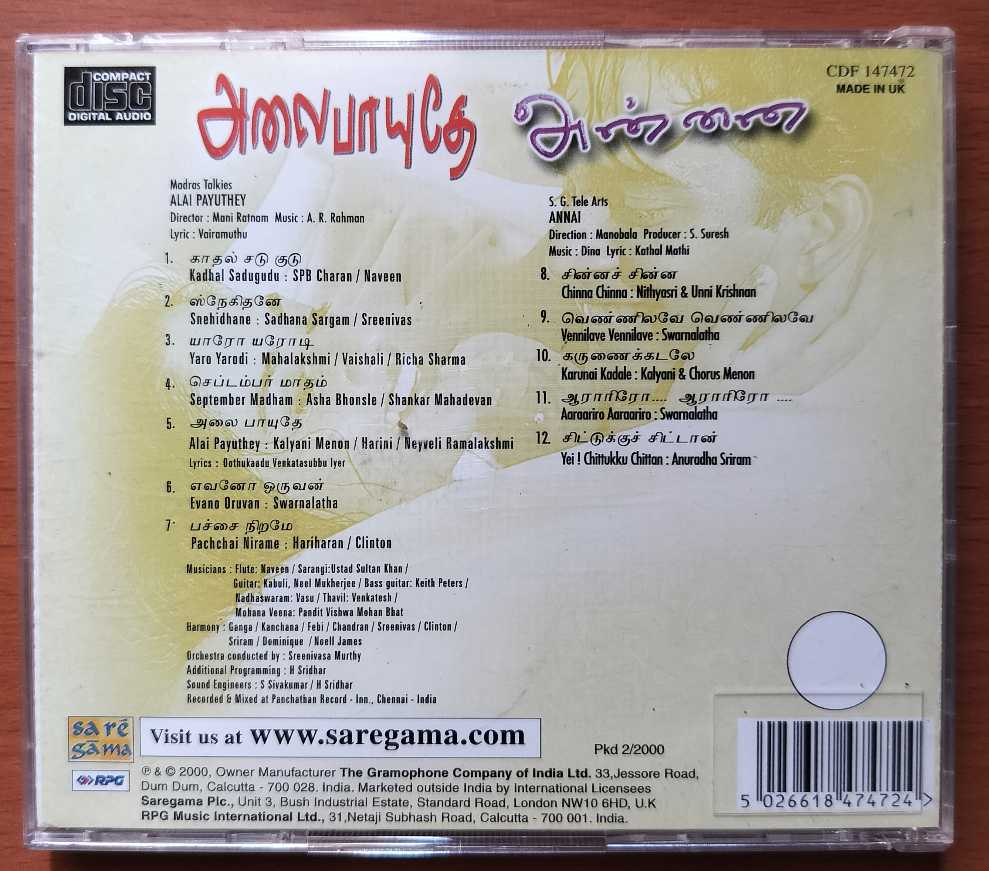 COMPACT
disc
DIGITAL AUDIO
அலைபாயுதே
அன்னை
CDF 147472
MADE IN UK
Madras Talkies
ALAI PAYUTHEY
Director : Mani Ratnam Music : A. R. Rahman
Lyric : Vairamuthu
1. காதல் சடு குடு
Kadhal Sadugudu : SPB Charan / Naveen
2. ஸ்நேகிதனே
Snehidhane : Sadhana Sargam / Sreenivas
3. யாரோ யரோடி
Yaro Yarodi : Mahalakshmi / Vaishali / Richa Sharma
4. செப்டம்பர் மாதம்
September Madham : Asha Bhonsle / Shankar Mahadevan
5. அலை பாயுதே
Alai Payuthey : Kalyani Menon / Harini / Neyveli Ramalakshmi
Lyrics : Oothukaadu Venkatasubbu Iyer
6. எவனோ ஒருவன்
Evano Oruvan : Swarnalatha
7. பச்சை நிறமே
Pachchai Nirame : Hariharan / Clinton
Musicians : Flute: Naveen / Sarangi:Ustad Sultan Khan /
Guitar: Kabuli, Neel Mukherjee / Bass guitar: Keith Peters /
Nadhaswaram: Vasu / Thavil: Venkatesh /
Mohana Veena: Pandit Vishwa Mohan Bhat
Harmony : Ganga / Kanchana / Febi / Chandran / Sreenivas / Clinton /
Sriram / Dominique / Noell James
Orchestra conducted by : Sreenivasa Murthy
Additional Programming : H Sridhar
Sound Engineers : S Sivakumar / H Sridhar
Recorded & Mixed at Panchathan Record - Inn., Chennai - India
S. G. Tele Arts
ANNAI
Direction : Manobala Producer : S. Suresh
Music : Dina Lyric : Kathal Mathi
8. சின்னச் சின்ன
Chinna Chinna : Nithyasri & Unni Krishnan
9. வெண்ணிலவே வெண்ணிலவே
Vennilave Vennilave : Swarnalatha
10. கருணைக்கடலே
Karunai Kadale : Kalyani & Chorus Menon
11. ஆராரிரோ.... ஆராரிரோ ....
Aaraariro Aaraariro : Swarnalatha
12. சிட்டுக்குச் சிட்டான்
Yei ! Chittukku Chittan : Anuradha Sriram
sa rē
gāma
RPG
Visit us at www.saregama.com
Pkd 2/2000
℗ & © 2000, Owner Manufacturer The Gramophone Company of India Ltd. 33,Jessore Road,
Dum Dum, Calcutta - 700 028. India. Marketed outside India by International Licensees
Saregama Plc., Unit 3, Bush Industrial Estate, Standard Road, London NW10 6HD, U.K
RPG Music International Ltd., 31,Netaji Subhash Road, Calcutta - 700 001. India.
5 026618 474724 >